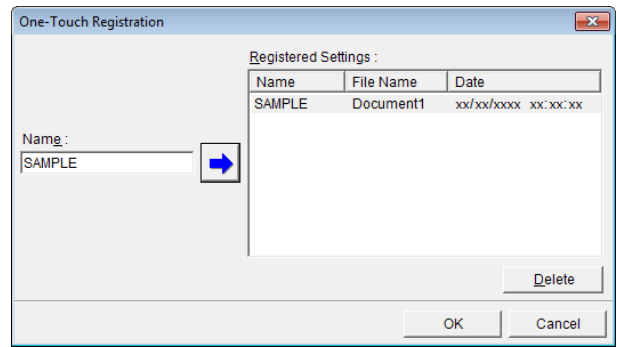 One-Touch Registration
Registered Settings :
Name File Name Date
SAMPLE Document1 xx/xx/xxxx xx:xx:xx
Name :
SAMPLE
Delete
OK Cancel